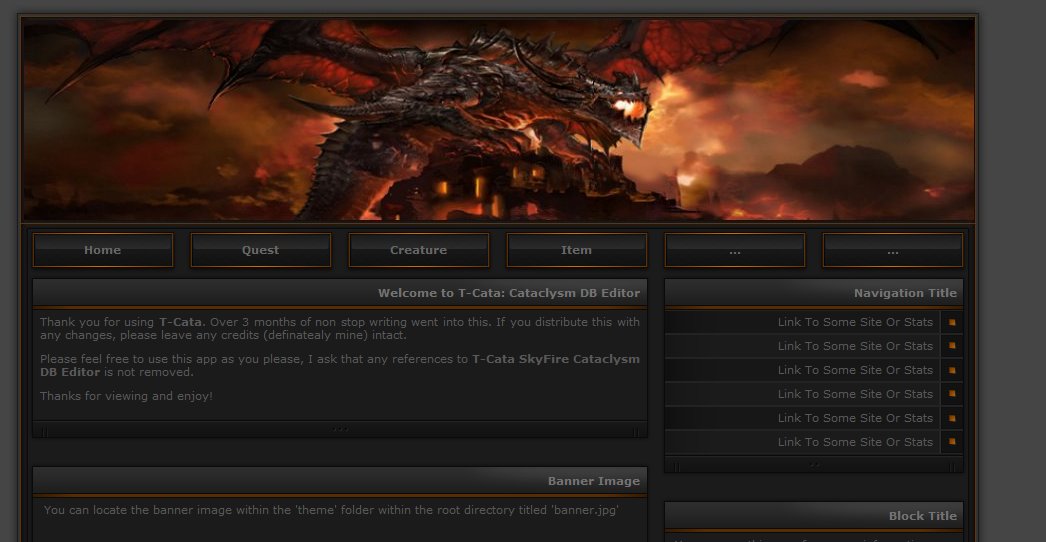 Home
Quest
Creature
Item
...
...
Welcome to T-Cata: Cataclysm DB Editor
Thank you for using T-Cata. Over 3 months of non stop writing went into this. If you distribute this with
any changes, please leave any credits (definatealy mine) intact.
Please feel free to use this app as you please, I ask that any references to T-Cata SkyFire Cataclysm
DB Editor is not removed.
Thanks for viewing and enjoy!
Banner Image
You can locate the banner image within the 'theme' folder within the root directory titled 'banner.jpg'
Navigation Title
Link To Some Site Or Stats
Link To Some Site Or Stats
Link To Some Site Or Stats
Link To Some Site Or Stats
Link To Some Site Or Stats
Link To Some Site Or Stats
Block Title